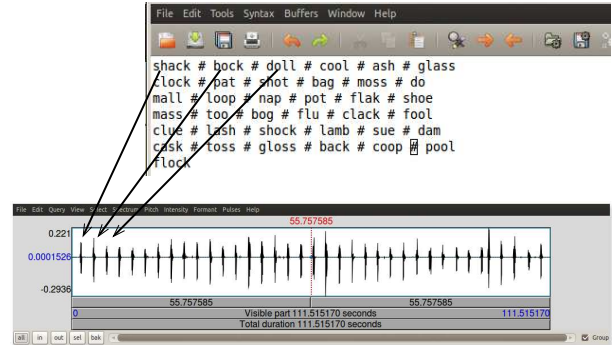 File Edit Tools Syntax Buffers Window Help
shack # bock # doll # cool # ash # glass
clock # pat # shot # bag # moss # do
mall # loop # nap # pot # flak # shoe
mass # too # bog # flu # clack # fool
clue # lash # shock # lamb # sue # dam
cask # toss # gloss # back # coop # pool
flock
File Edit Query View Select Spectrum Pitch Intensity Formant Pulses Help
55.757585
0.221
0.0001526
-0.2936
55.757585 55.757585
0 Visible part 111.515170 seconds 111.515170
Total duration 111.515170 seconds
all in out sel bak Group